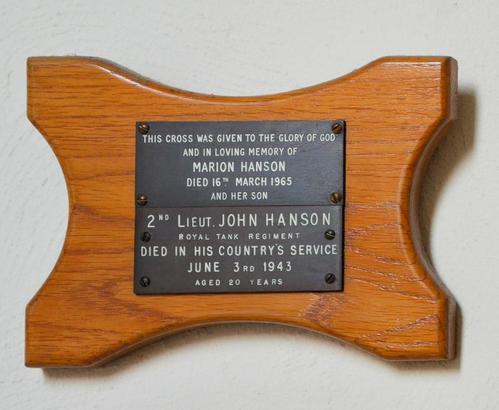 THIS CROSS WAS GIVEN TO THE GLORY OF GOD
AND IN LOVING MEMORY OF
MARION HANSON
DIED 16TH MARCH 1965
AND HER SON
2ND LIEUT. JOHN HANSON
ROYAL TANK REGIMENT
DIED IN HIS COUNTRY'S SERVICE
JUNE 3RD 1943
AGED 20 YEARS